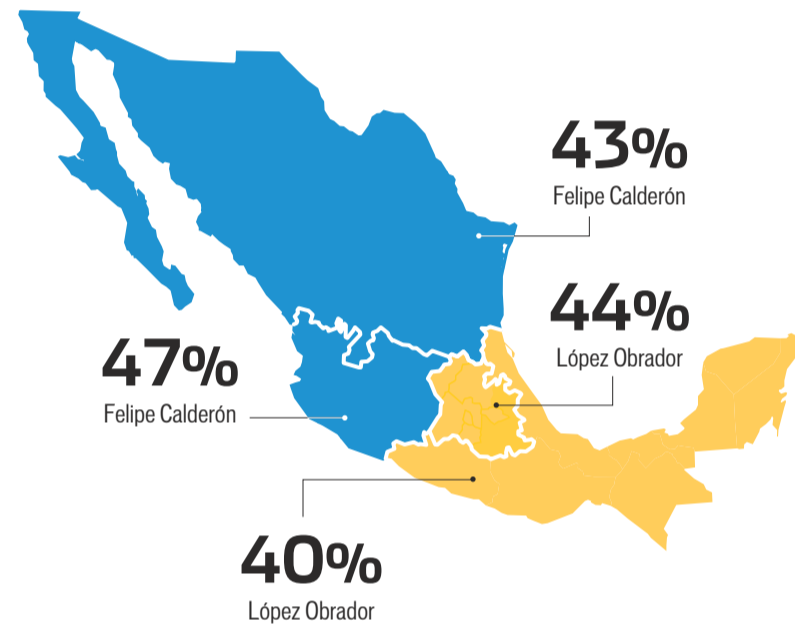 43%
Felipe Calderón
44%
López Obrador
47%
Felipe Calderón
40%
López Obrador